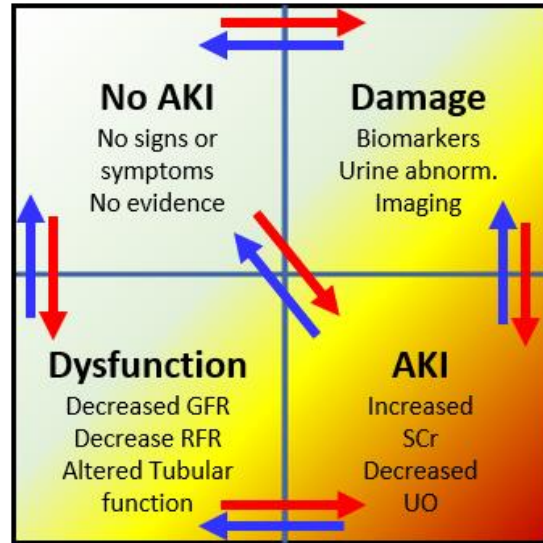 No AKI
No signs or
symptoms
No evidence
Damage
Biomarkers
Urine abnorm.
Imaging
Dysfunction
Decreased GFR
Decrease RFR
Altered Tubular
function
AKI
Increased
SCr
Decreased
UO